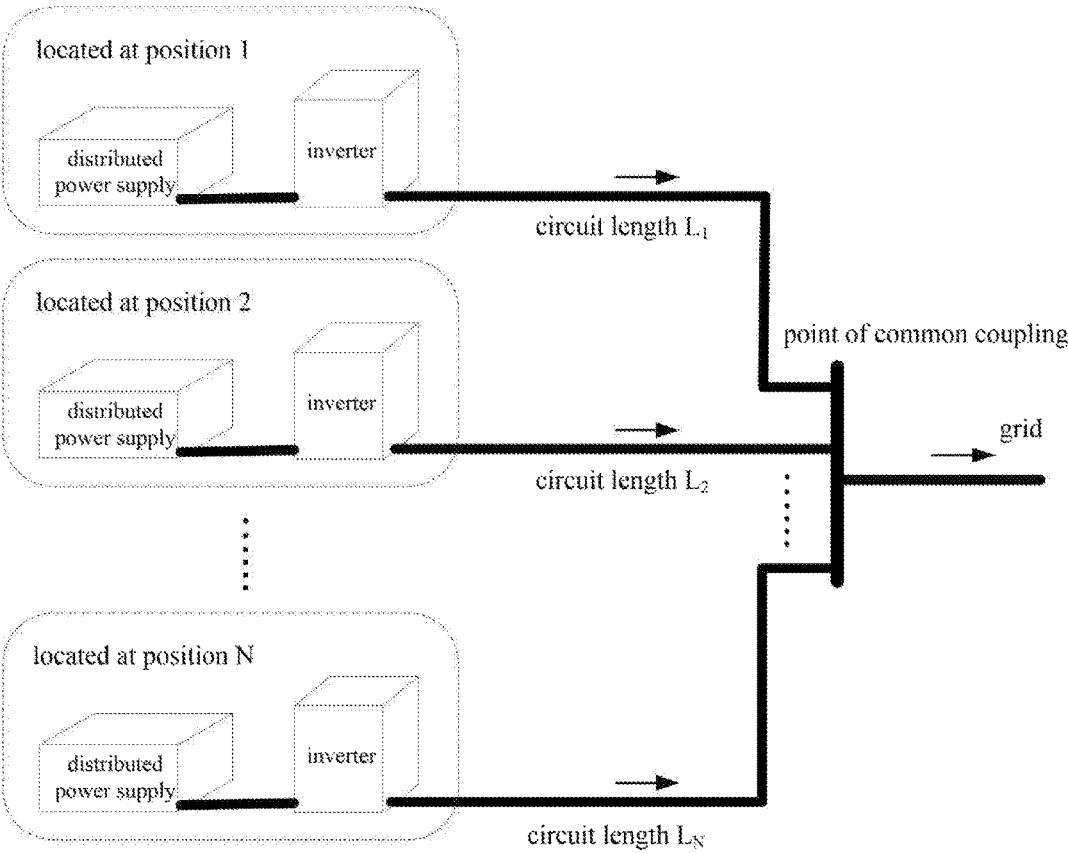 located at position 1
distributed
power supply
inverter
circuit length L₁
located at position 2
distributed
power supply
inverter
circuit length L₂
point of common coupling
grid
located at position N
distributed
power supply
inverter
circuit length L_N